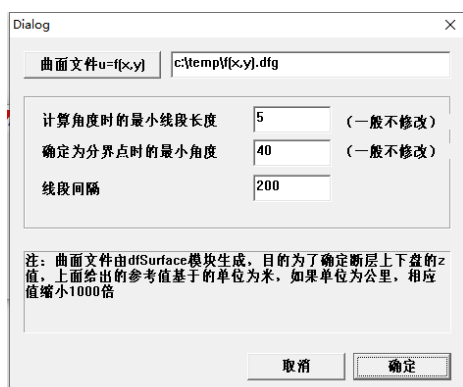 Dialog
曲面文件u=f(x,y) c:\temp\f(x,y).dfg
计算角度时的最小线段长度 5 （一般不修改）
确定为分界点时的最小角度 40 （一般不修改）
线段间隔 200
注：曲面文件由dfSurface模块生成，目的为了确定断层上下盘的z
值，上面给出的参考值基于的单位为米，如果单位为公里，相应
值缩小1000倍
取消 确定